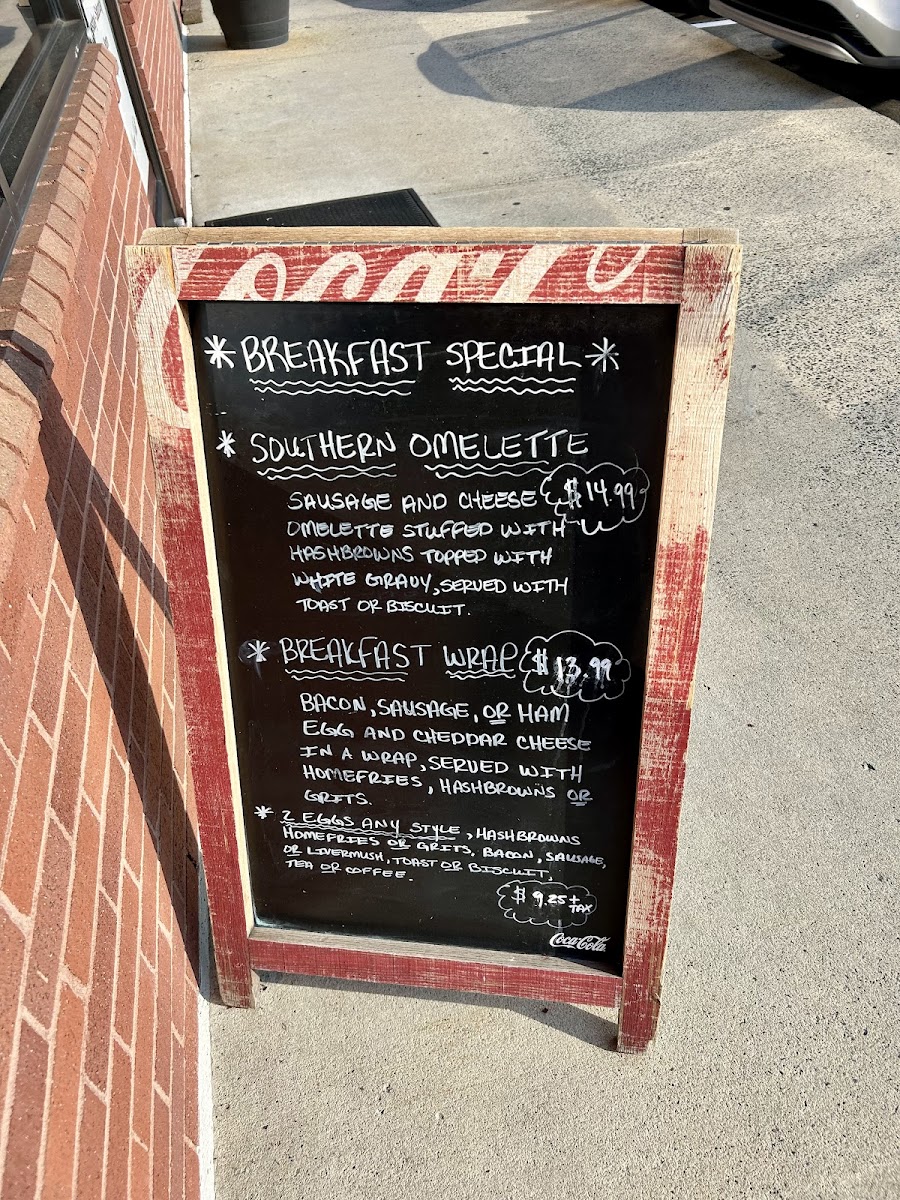 Coca-Co
* BREAKFAST SPECIAL *
* SOUTHERN OMELETTE
SAUSAGE AND CHEESE $14.99
OMELETTE STUFFED WITH
HASHBROWNS TOPPED WITH
WHITE GRAVY, SERVED WITH
TOAST OR BISCUIT.
* BREAKFAST WRAP $13.99
BACON, SAUSAGE, OR HAM
EGG AND CHEDDAR CHEESE
IN A WRAP, SERVED WITH
HOMEFRIES, HASHBROWNS OR
GRITS.
* 2 EGGS ANY STYLE, HASHBROWNS
HOMEFRIES OR GRITS, BACON, SAUSAGE,
OR LIVERMUSH, TOAST OR BISCUIT,
TEA OR COFFEE.
$9.25 + TAX
Coca-Cola